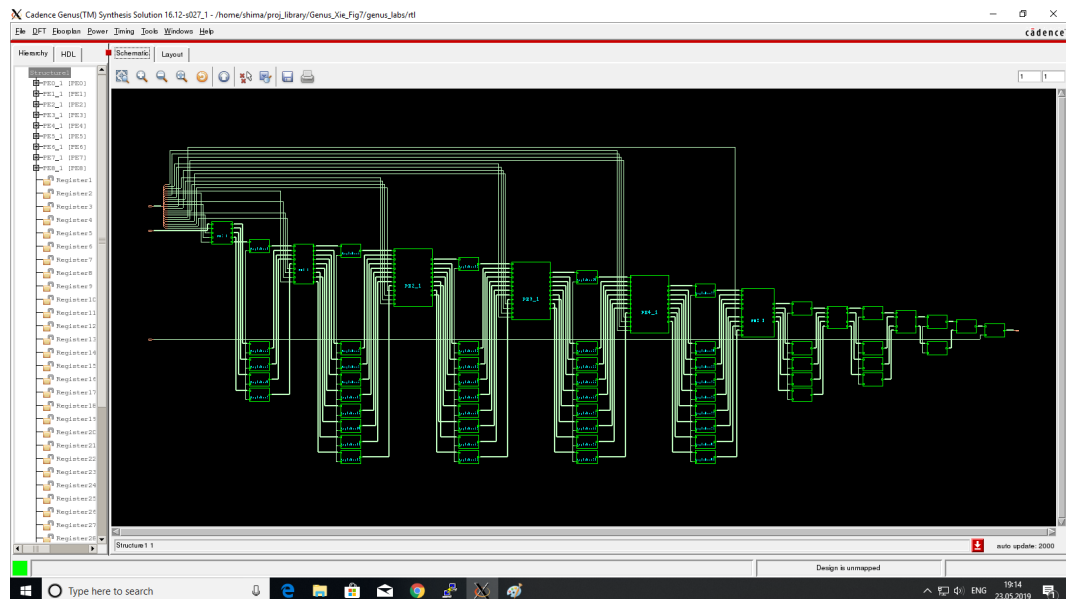 Cadence Genus(TM) Synthesis Solution 16.12-s027_1 - /home/shima/proj_library/Genus_Xie_Fig7/genus_labs/rtl
File DFT Floorplan Power Timing Tools Windows Help
cādence
Hierarchy HDL Schematic Layout
1 1
Structure1
PE0_1 [PE0]
PE1_1 [PE1]
PE2_1 [PE2]
PE3_1 [PE3]
PE4_1 [PE4]
PE5_1 [PE5]
PE6_1 [PE6]
PE7_1 [PE7]
PE8_1 [PE8]
Register1
Register2
Register3
Register4
Register5
Register6
Register7
Register8
Register9
Register10
Register11
Register12
Register13
Register14
Register15
Register16
Register17
Register18
Register19
Register20
Register21
Register22
Register23
Register24
Register25
Register26
Register27
Register28
PE2_1
PE3_1
PE4_1
Structure1 1
auto update: 2000
Design is unmapped
Type here to search
ENG
19:14
23.05.2019